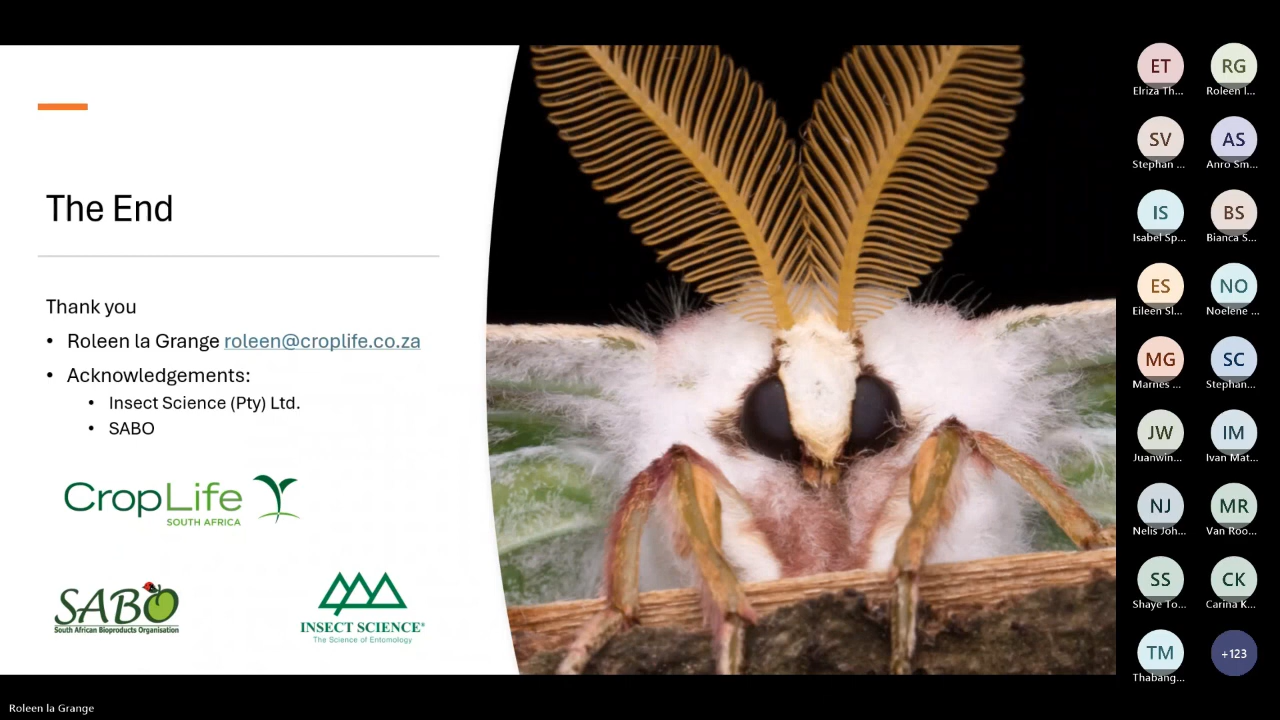 The End
Thank you
• Roleen la Grange roleen@croplife.co.za
• Acknowledgements:
• Insect Science (Pty) Ltd.
• SABO
CropLife
SOUTH AFRICA
SABO
South African Bioproducts Organisation
INSECT SCIENCE®
The Science of Entomology
ET RG
Elriza Th... Roleen l...
SV AS
Stephan ... Anro Sm...
IS BS
Isabel Sp... Bianca S...
ES NO
Eileen Sl... Noelene ...
MG SC
Marnes ... Stephan...
JW IM
Juanwin... Ivan Mat...
NJ MR
Nelis Joh... Van Roo...
SS CK
Shaye To... Carina K...
TM +123
Thabang...
Roleen la Grange